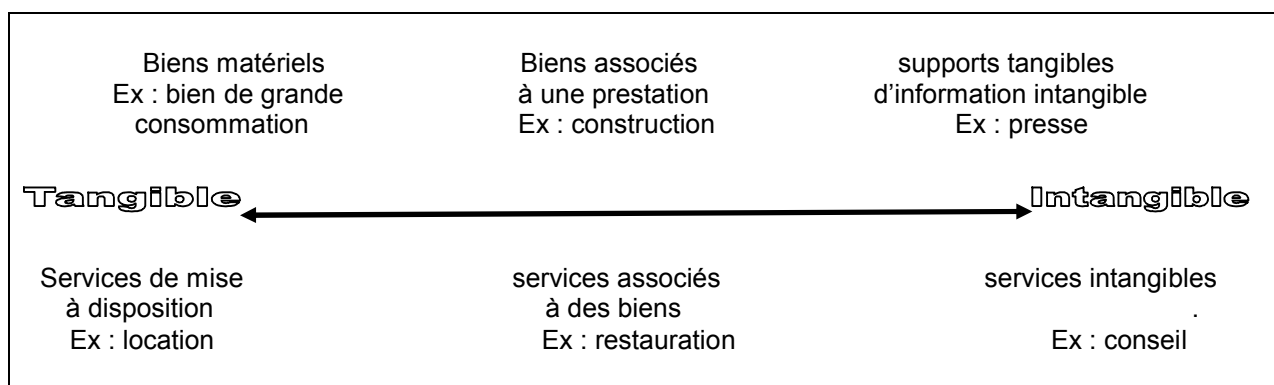 Biens matériels
Ex : bien de grande
consommation
Biens associés
à une prestation
Ex : construction
supports tangibles
d'information intangible
Ex : presse
Tangible
Intangible
Services de mise
à disposition
Ex : location
services associés
à des biens
Ex : restauration
services intangibles
.
Ex : conseil